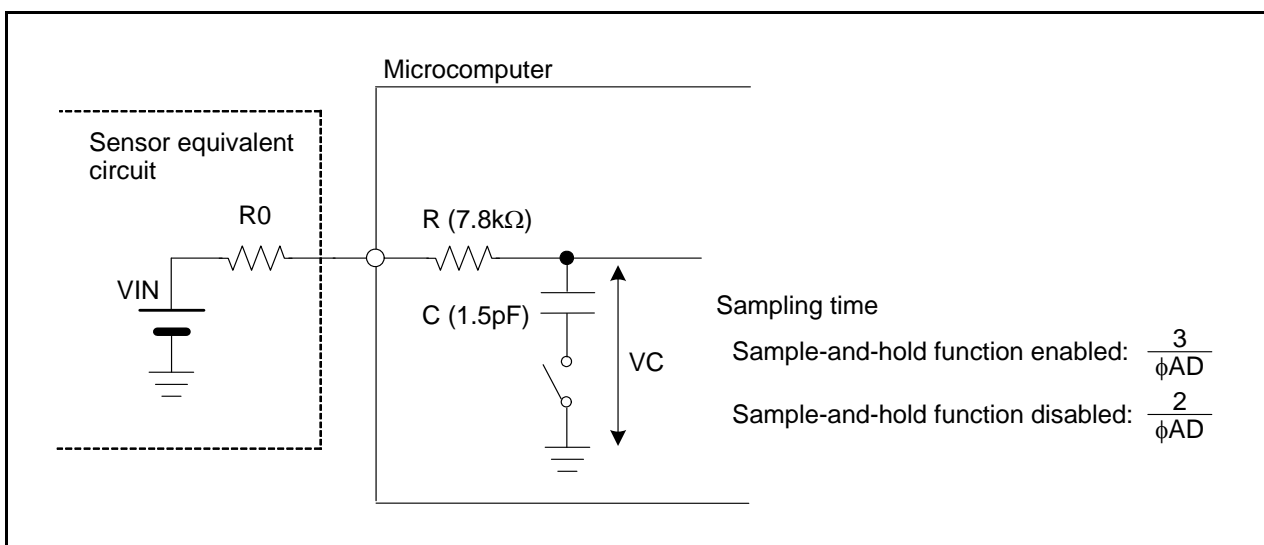 Microcomputer
Sensor equivalent
circuit
R0
R (7.8kΩ)
VIN
C (1.5pF)
VC
Sampling time
Sample-and-hold function enabled: 3/ϕAD
Sample-and-hold function disabled: 2/ϕAD